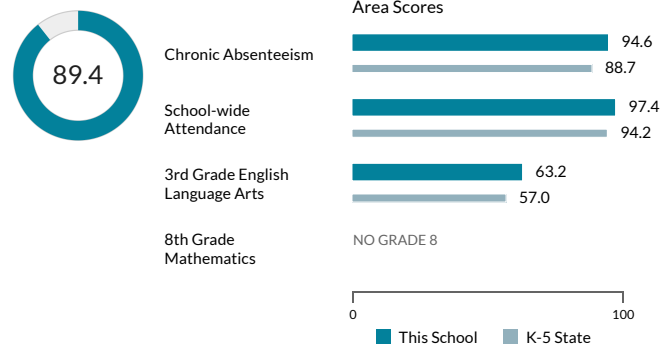 Area Scores
89.4
Chronic Absenteeism
94.6
88.7
School-wide
Attendance
97.4
94.2
3rd Grade English
Language Arts
63.2
57.0
8th Grade
Mathematics
NO GRADE 8
0 100
This School K-5 State